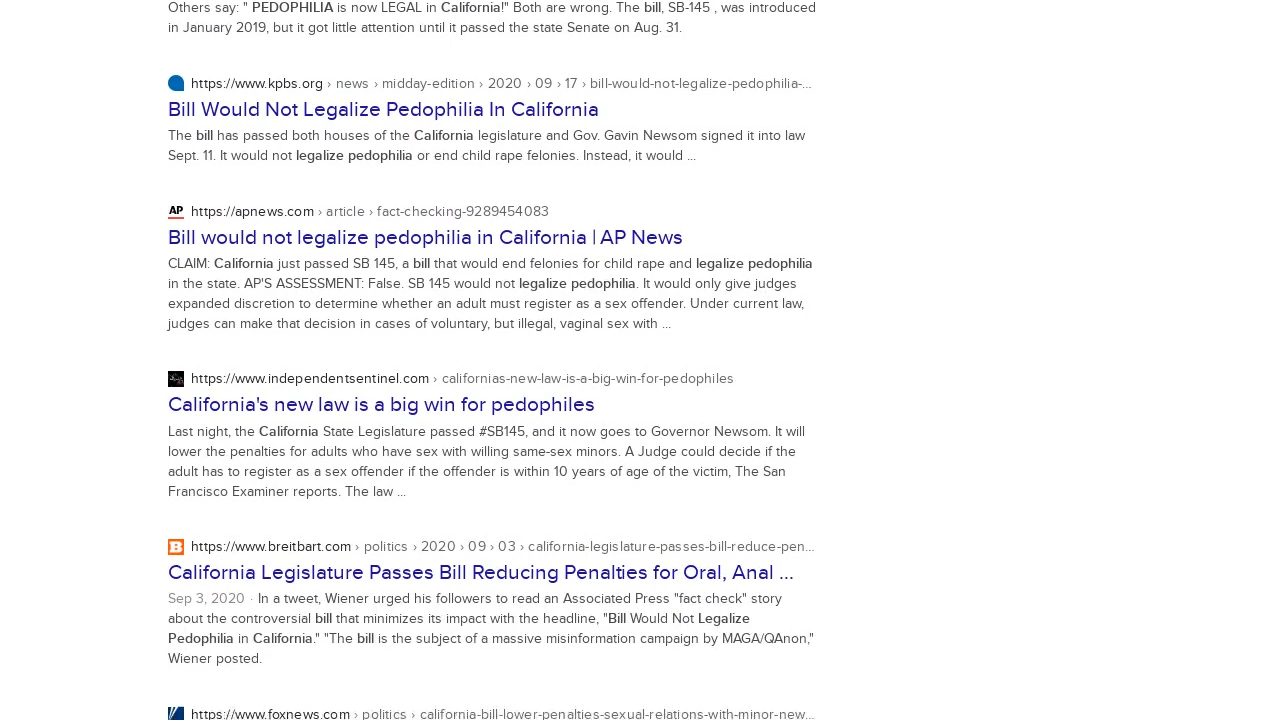 Others say: " PEDOPHILIA is now LEGAL in California!" Both are wrong. The bill, SB-145 , was introduced
in January 2019, but it got little attention until it passed the state Senate on Aug. 31.
https://www.kpbs.org › news › midday-edition › 2020 › 09 › 17 › bill-would-not-legalize-pedophilia-...
Bill Would Not Legalize Pedophilia In California
The bill has passed both houses of the California legislature and Gov. Gavin Newsom signed it into law
Sept. 11. It would not legalize pedophilia or end child rape felonies. Instead, it would ...
AP https://apnews.com › article › fact-checking-9289454083
Bill would not legalize pedophilia in California | AP News
CLAIM: California just passed SB 145, a bill that would end felonies for child rape and legalize pedophilia
in the state. AP'S ASSESSMENT: False. SB 145 would not legalize pedophilia. It would only give judges
expanded discretion to determine whether an adult must register as a sex offender. Under current law,
judges can make that decision in cases of voluntary, but illegal, vaginal sex with ...
https://www.independentsentinel.com › californias-new-law-is-a-big-win-for-pedophiles
California's new law is a big win for pedophiles
Last night, the California State Legislature passed #SB145, and it now goes to Governor Newsom. It will
lower the penalties for adults who have sex with willing same-sex minors. A Judge could decide if the
adult has to register as a sex offender if the offender is within 10 years of age of the victim, The San
Francisco Examiner reports. The law ...
B https://www.breitbart.com › politics › 2020 › 09 › 03 › california-legislature-passes-bill-reduce-pen...
California Legislature Passes Bill Reducing Penalties for Oral, Anal ...
Sep 3, 2020 · In a tweet, Wiener urged his followers to read an Associated Press "fact check" story
about the controversial bill that minimizes its impact with the headline, "Bill Would Not Legalize
Pedophilia in California." "The bill is the subject of a massive misinformation campaign by MAGA/QAnon,"
Wiener posted.
https://www.foxnews.com › politics › california-bill-lower-penalties-sexual-relations-with-minor-new...